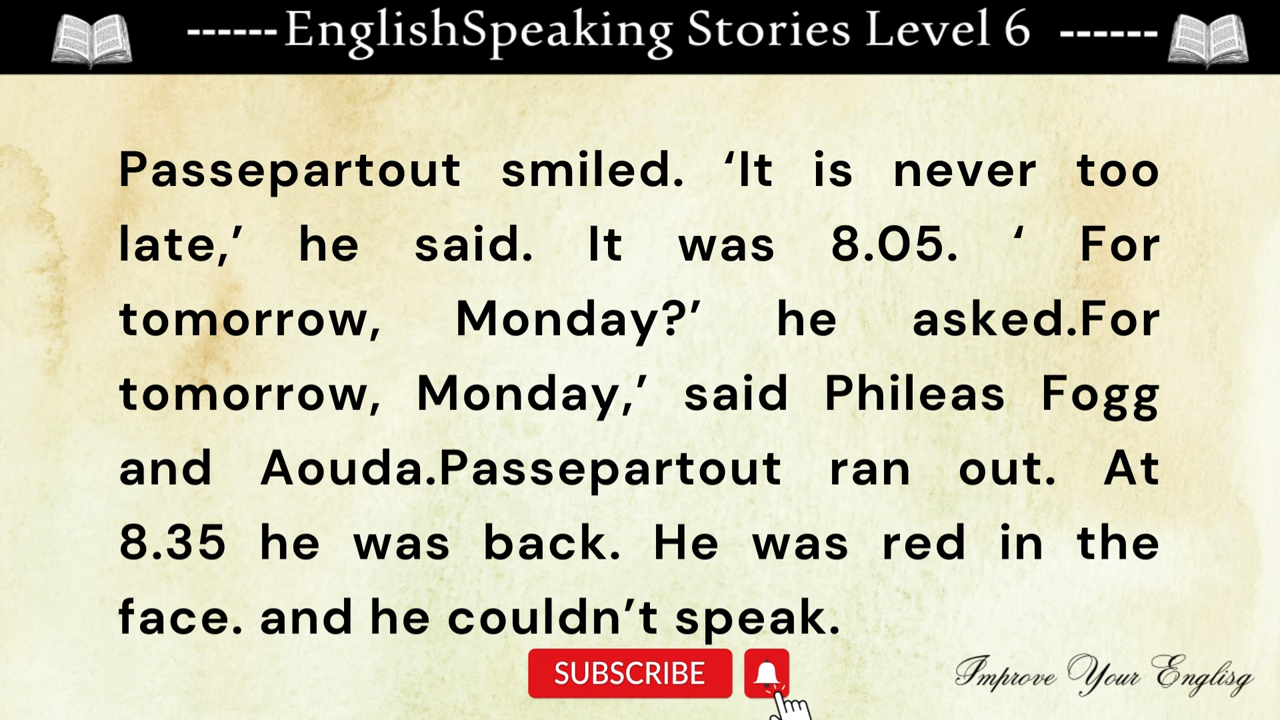 ------EnglishSpeaking Stories Level 6 ------
Passepartout smiled. ‘It is never too
late,’ he said. It was 8.05. ‘ For
tomorrow, Monday?’ he asked.For
tomorrow, Monday,’ said Phileas Fogg
and Aouda.Passepartout ran out. At
8.35 he was back. He was red in the
face. and he couldn’t speak.
SUBSCRIBE
Improve Your Englisg